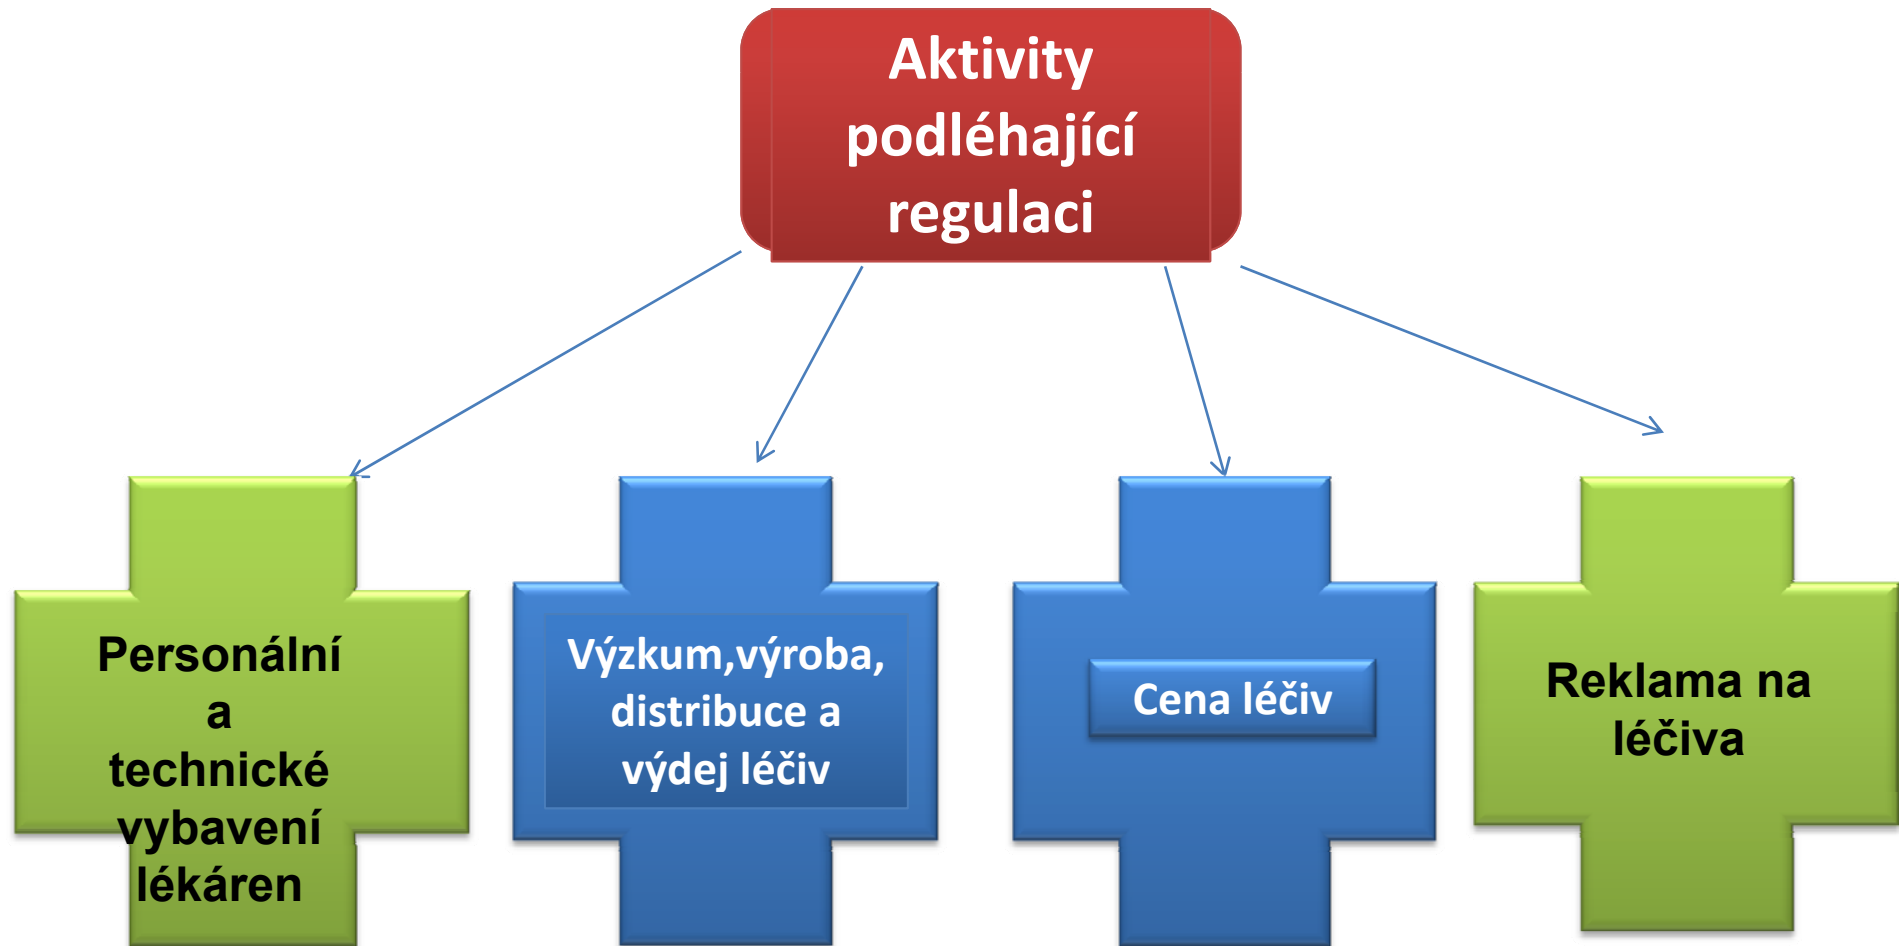 Aktivity
podléhající
regulaci
Personální
a
technické
vybavení
lékáren
Výzkum,výroba,
distribuce a
výdej léčiv
Cena léčiv
Reklama na
léčiva